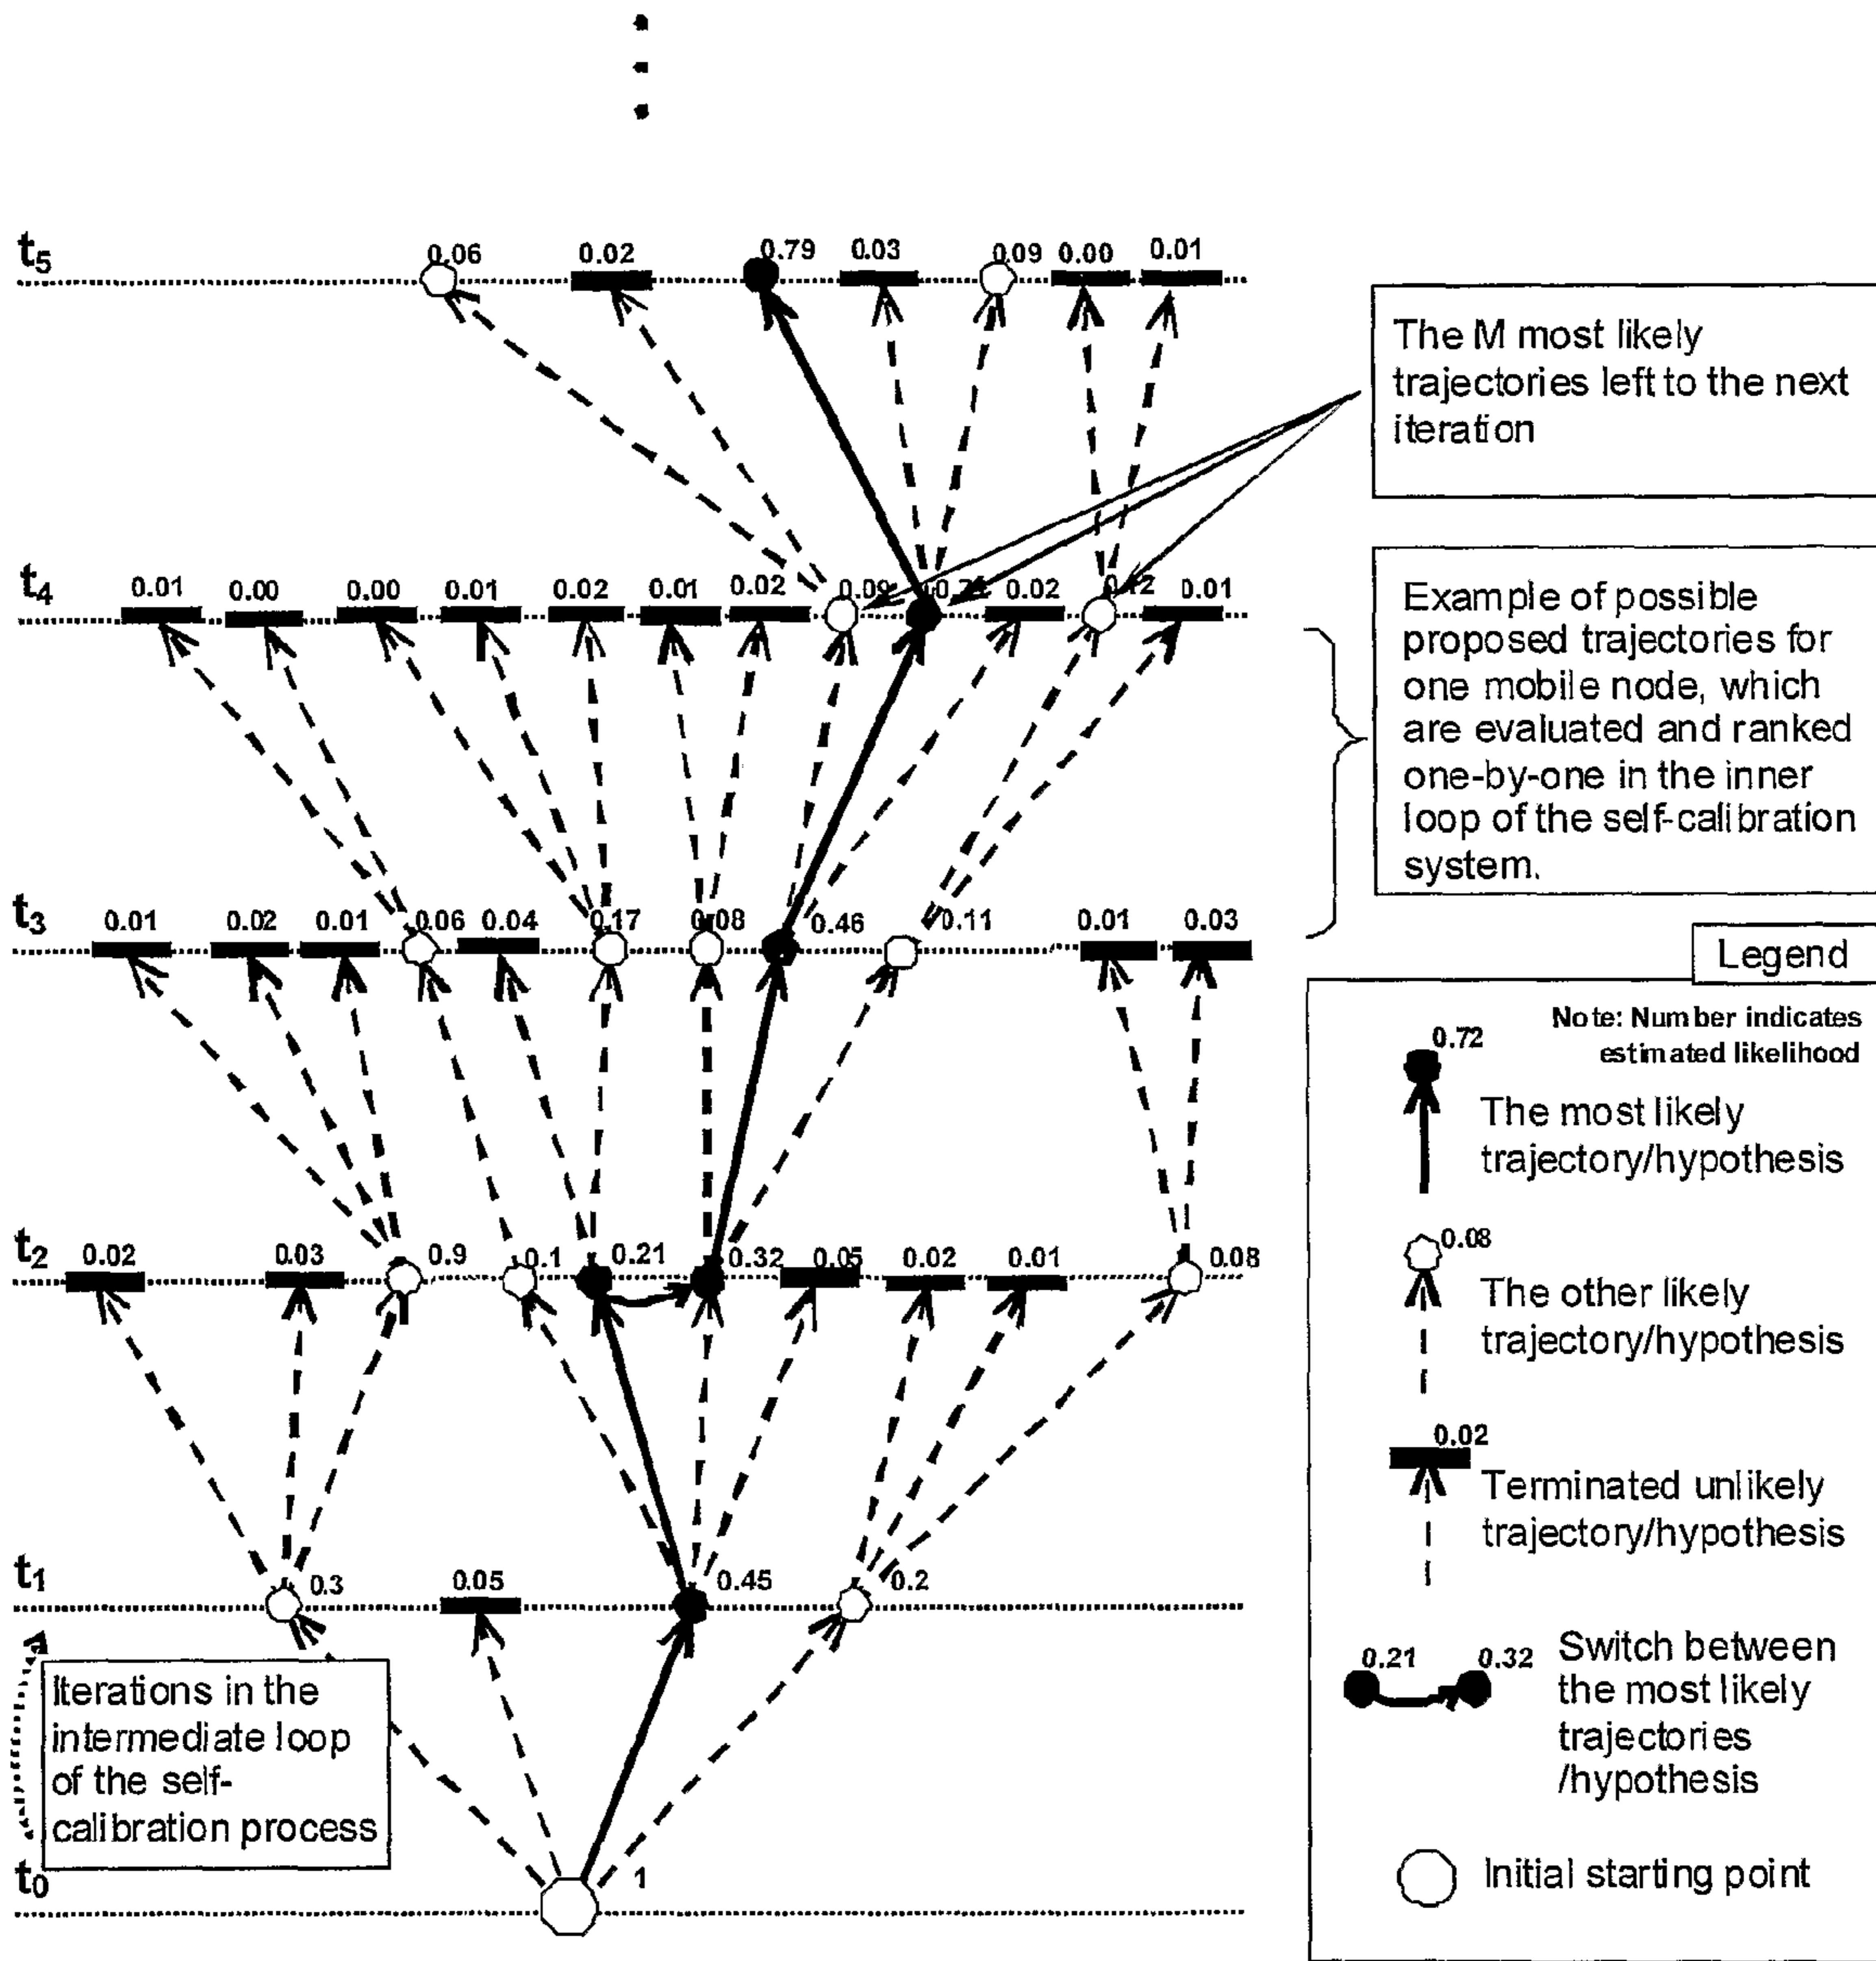 t5
0.06 0.02 0.79 0.03 0.09 0.00 0.01
The M most likely
trajectories left to the next
iteration
t4
0.01 0.00 0.00 0.01 0.02 0.01 0.02 0.09 0.02 0.12 0.01
Example of possible
proposed trajectories for
one mobile node, which
are evaluated and ranked
one-by-one in the inner
loop of the self-calibration
system.
t3
0.01 0.02 0.01 0.06 0.04 0.17 0.08 0.46 0.11 0.01 0.03
t2
0.02 0.03 0.9 0.1 0.21 0.32 0.05 0.02 0.01 0.08
t1
0.3 0.05 0.45 0.2
Iterations in the
intermediate loop
of the self-
calibration process
t0
1
Legend
Note: Number indicates
estimated likelihood
0.72
The most likely
trajectory/hypothesis
0.08
The other likely
trajectory/hypothesis
0.02
Terminated unlikely
trajectory/hypothesis
0.21 0.32
Switch between
the most likely
trajectories
/hypothesis
Initial starting point